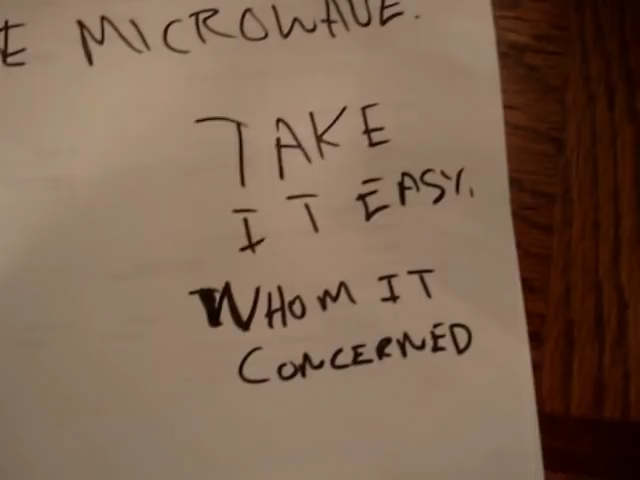 E MICROWAVE.
TAKE
IT EASY.
WHOM IT
CONCERNED